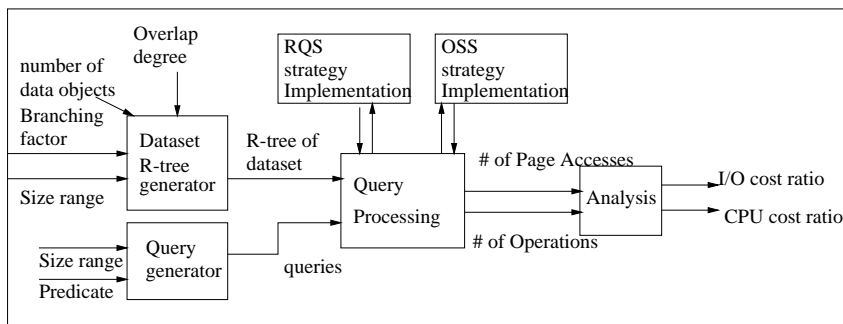 Overlap
degree
number of
data objects
Branching
factor
Size range
Dataset
R-tree
generator
R-tree of
dataset
RQS
strategy
Implementation
OSS
strategy
Implementation
Query
Processing
# of Page Accesses
# of Operations
Analysis
I/O cost ratio
CPU cost ratio
Size range
Predicate
Query
generator
queries